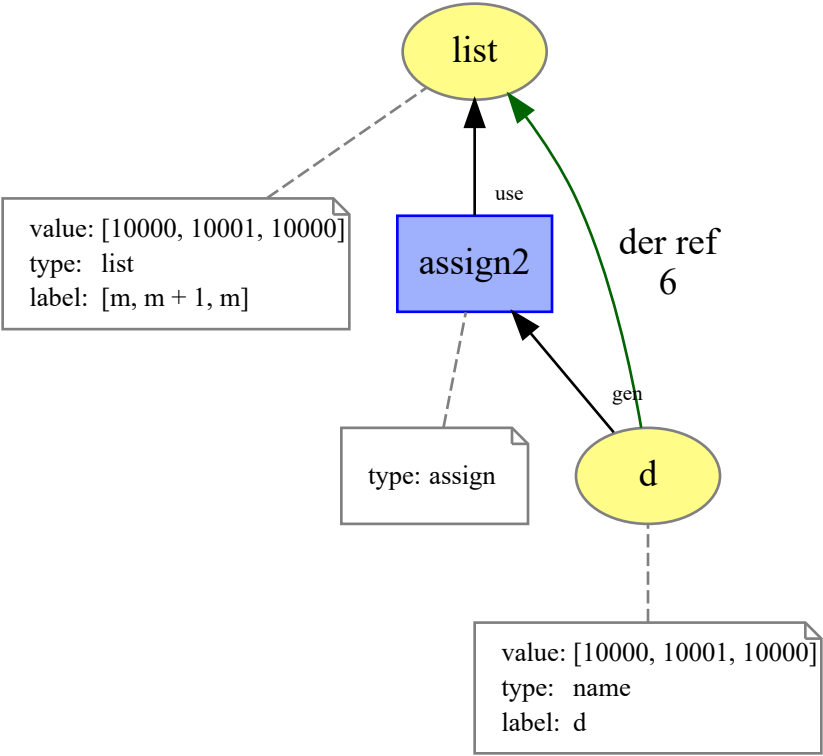 list
use
value: [10000, 10001, 10000]
type: list
label: [m, m + 1, m]
assign2
der ref
6
gen
type: assign
d
value: [10000, 10001, 10000]
type: name
label: d